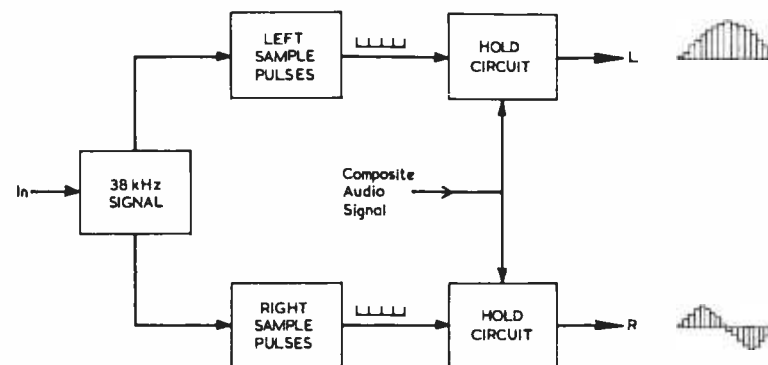 LEFT
SAMPLE
PULSES
HOLD
CIRCUIT
L
In
38 kHz
SIGNAL
Composite
Audio
Signal
RIGHT
SAMPLE
PULSES
HOLD
CIRCUIT
R